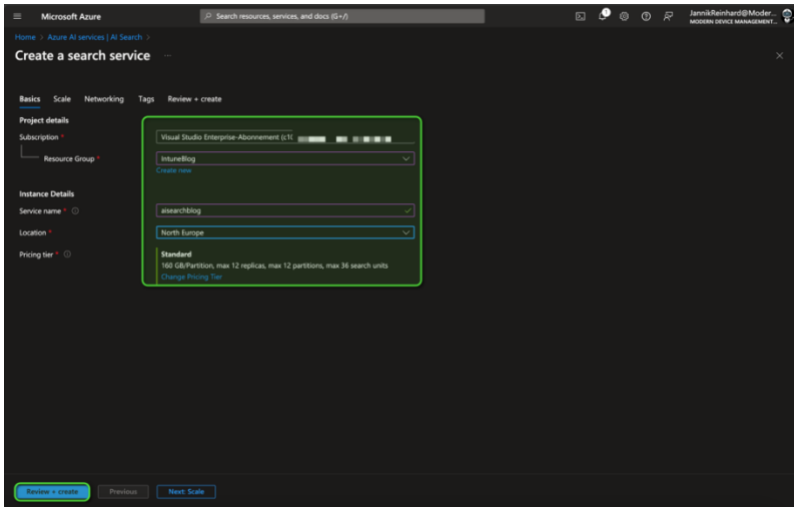 Microsoft Azure
Search resources, services, and docs (G+/)
1
JannikReinhard@Moder...
MODERN DEVICE MANAGEMENT...
Home > Azure AI services | AI Search >
Create a search service ...
Basics Scale Networking Tags Review + create
Project details
Subscription *
Visual Studio Enterprise-Abonnement (c1
Resource Group *
IntuneBlog
Create new
Instance Details
Service name *
aisearchblog
Location *
North Europe
Pricing tier *
Standard
160 GB/Partition, max 12 replicas, max 12 partitions, max 36 search units
Change Pricing Tier
Review + create
Previous
Next: Scale